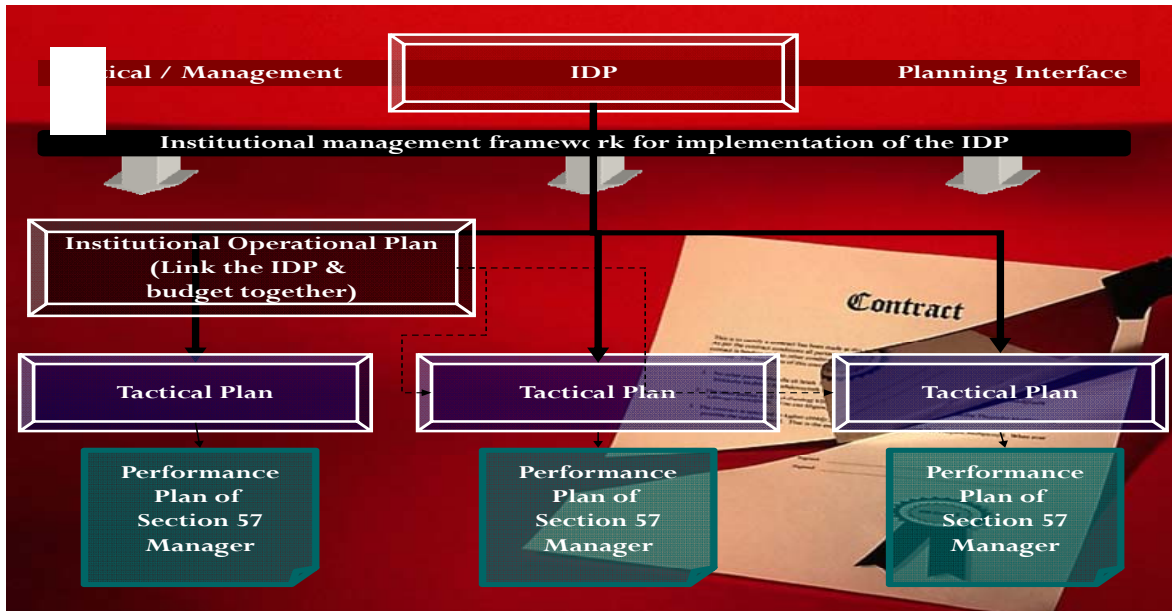 / Management
IDP
Planning Interface
Institutional management framework for implementation of the IDP
Institutional Operational Plan
(Link the IDP &
budget together)
Contract
Tactical Plan
Tactical Plan
Tactical Plan
Performance
Plan of
Section 57
Manager
Performance
Plan of
Section 57
Manager
Performance
Plan of
Section 57
Manager